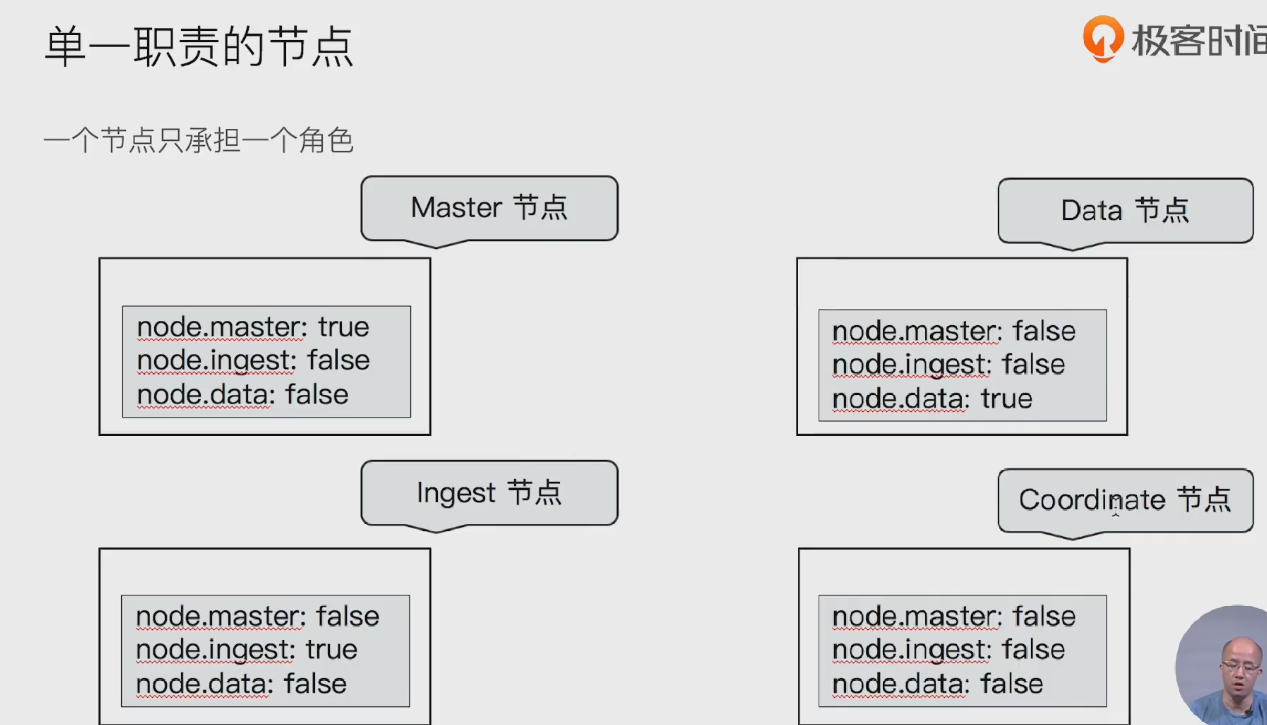 单一职责的节点
极客时间
一个节点只承担一个角色
Master 节点
node.master: true
node.ingest: false
node.data: false
Data 节点
node.master: false
node.ingest: false
node.data: true
Ingest 节点
node.master: false
node.ingest: true
node.data: false
Coordinate 节点
node.master: false
node.ingest: false
node.data: false